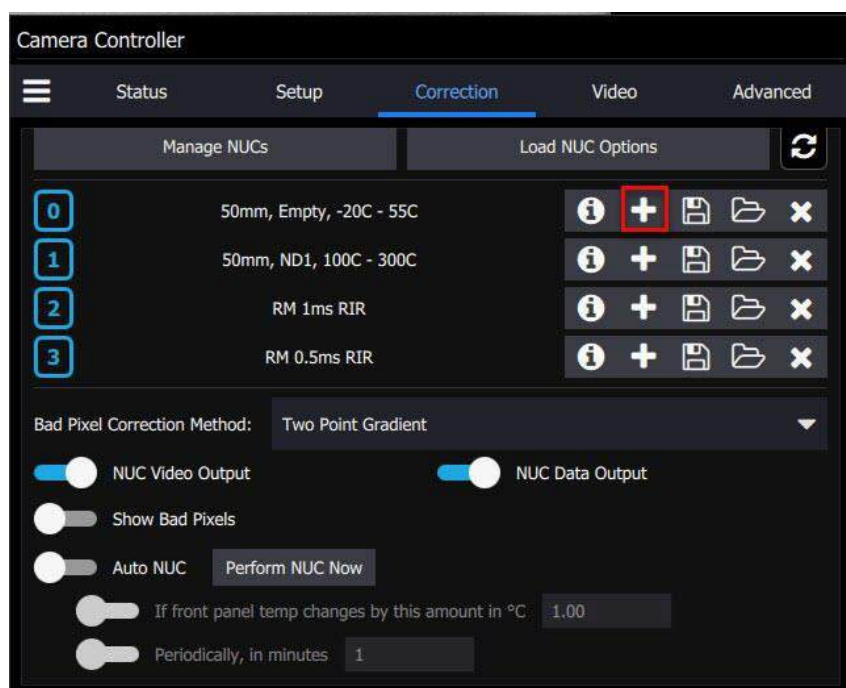 Camera Controller
Status Setup Correction Video Advanced
Manage NUCs Load NUC Options
0 50mm, Empty, -20C - 55C
1 50mm, ND1, 100C - 300C
2 RM 1ms RIR
3 RM 0.5ms RIR
Bad Pixel Correction Method: Two Point Gradient
NUC Video Output NUC Data Output
Show Bad Pixels
Auto NUC Perform NUC Now
If front panel temp changes by this amount in °C 1.00
Periodically, in minutes 1